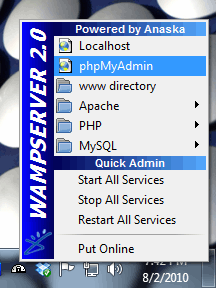 WAMPSERVER 2.0
Powered by Anaska
Localhost
phpMyAdmin
www directory
Apache
PHP
MySQL
Quick Admin
Start All Services
Stop All Services
Restart All Services
Put Online
7:42 PM
8/2/2010